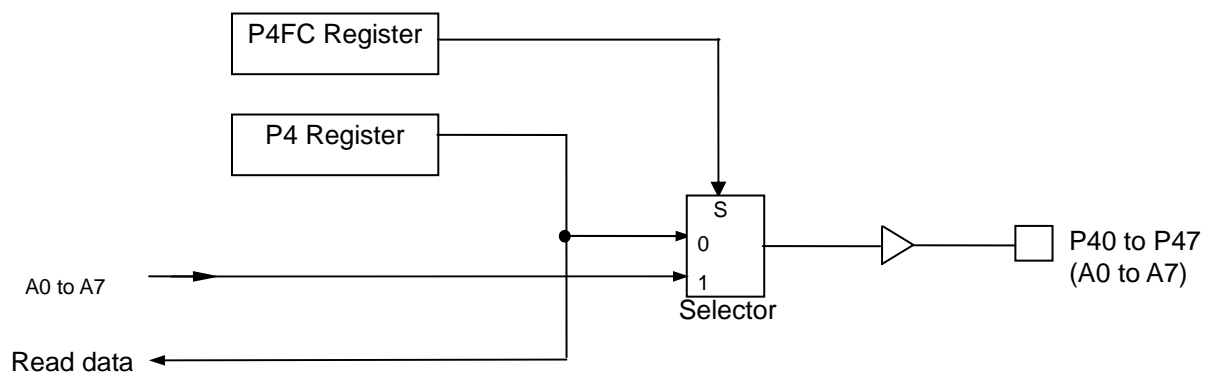 P4FC Register
P4 Register
S
0
1
Selector
P40 to P47
(A0 to A7)
A0 to A7
Read data